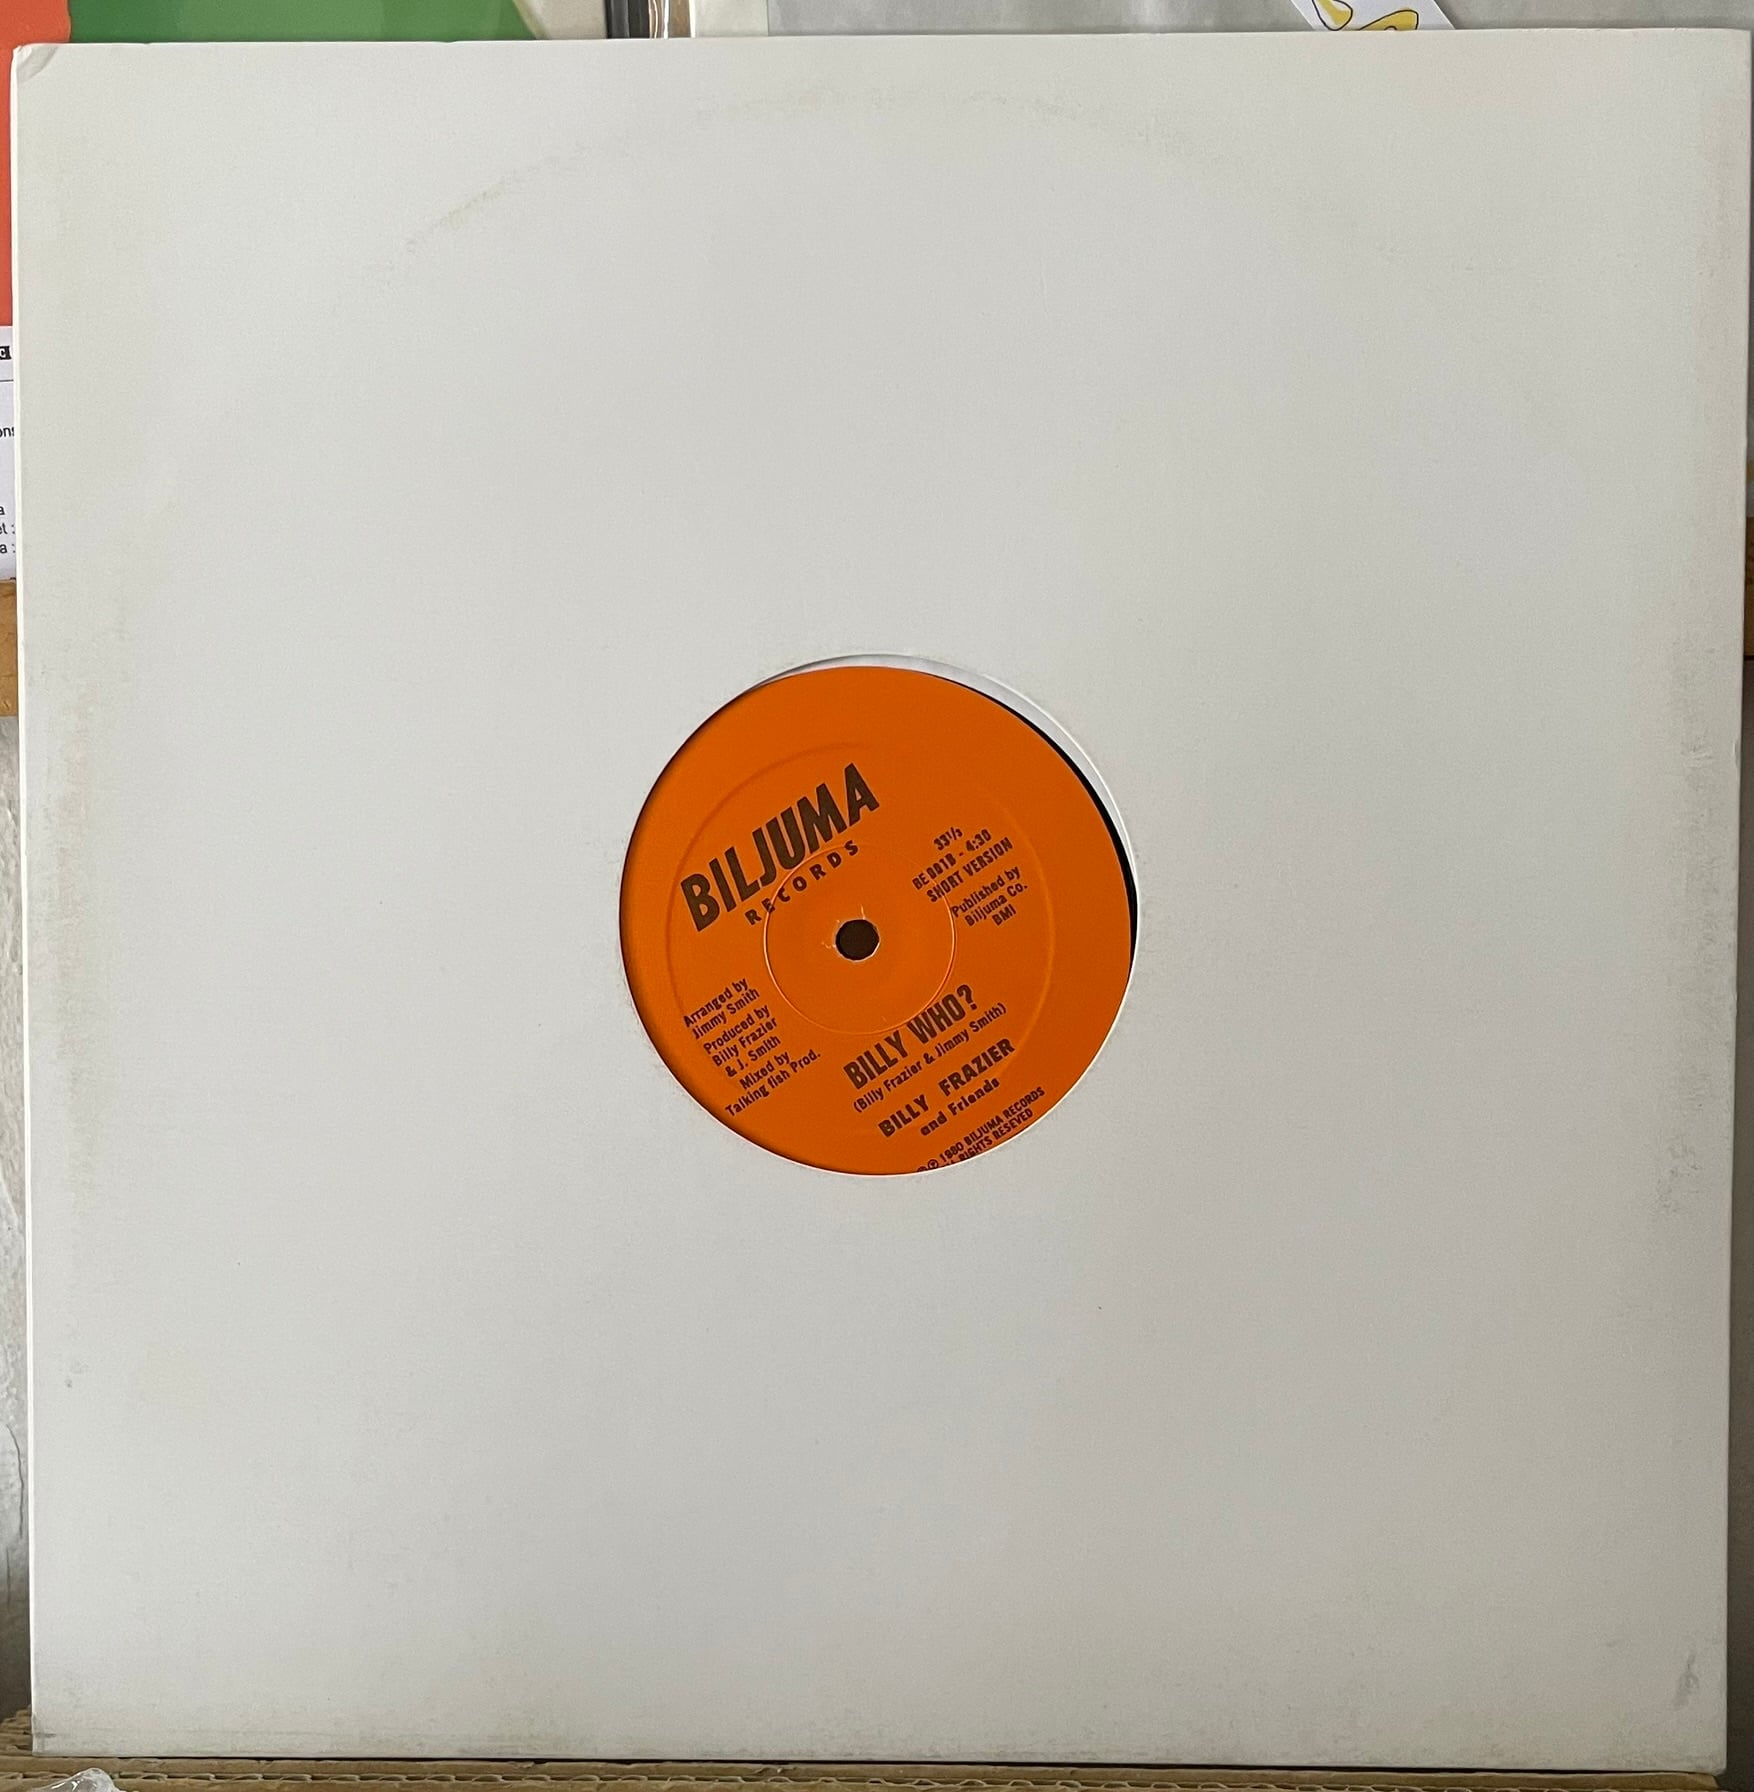 BILJUMA
RECORDS
33⅓
BE 001B - 4:30
SHORT VERSION
Published by
Biljuma Co.
BMI
Arranged by
Jimmy Smith
Produced by
Billy Frazier
& J. Smith
Mixed by
Talking fish Prod.
BILLY WHO?
(Billy Frazier & Jimmy Smith)
BILLY FRAZIER
and Friends
℗ 1980 BILJUMA RECORDS
RIGHTS RESEVED